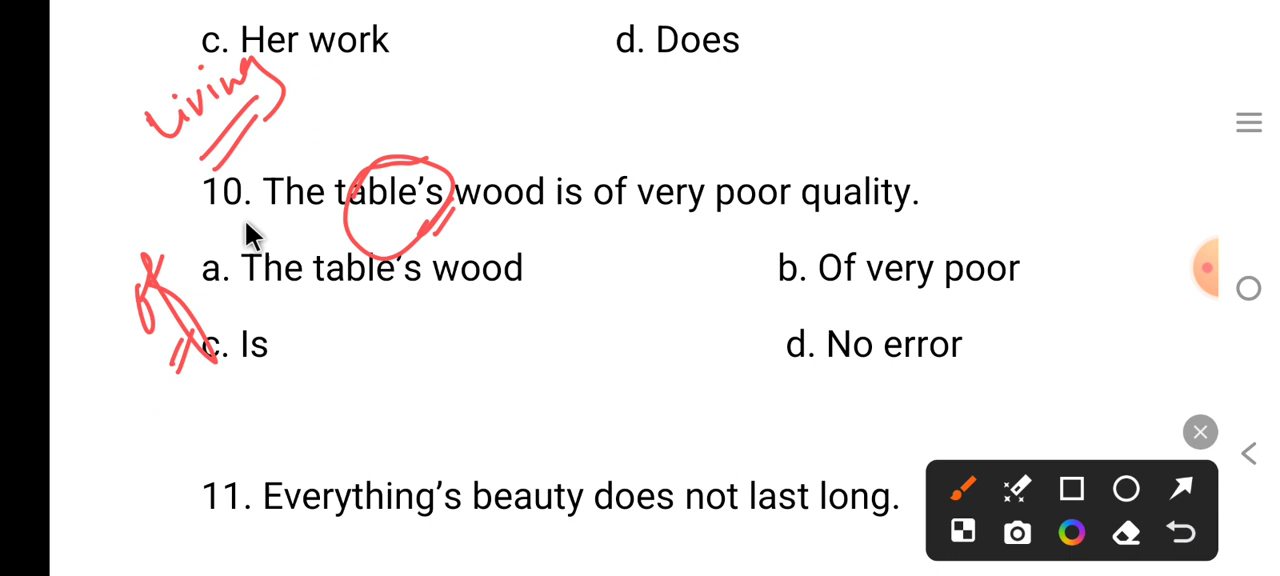 c. Her work d. Does
Living
10. The table’s wood is of very poor quality.
a. The table’s wood b. Of very poor
of
c. Is d. No error
11. Everything’s beauty does not last long.